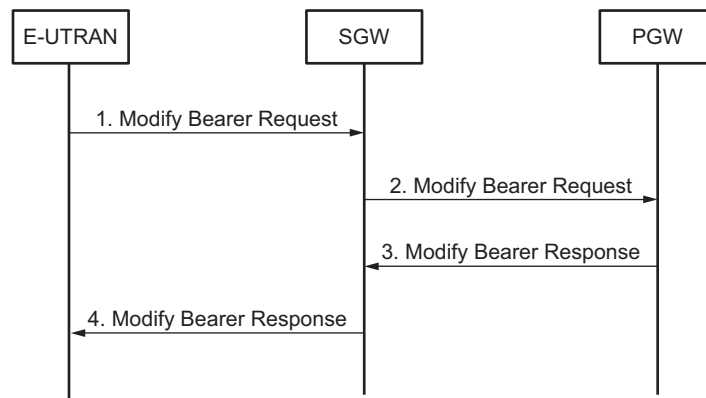 E-UTRAN
SGW
PGW
1. Modify Bearer Request
2. Modify Bearer Request
3. Modify Bearer Response
4. Modify Bearer Response